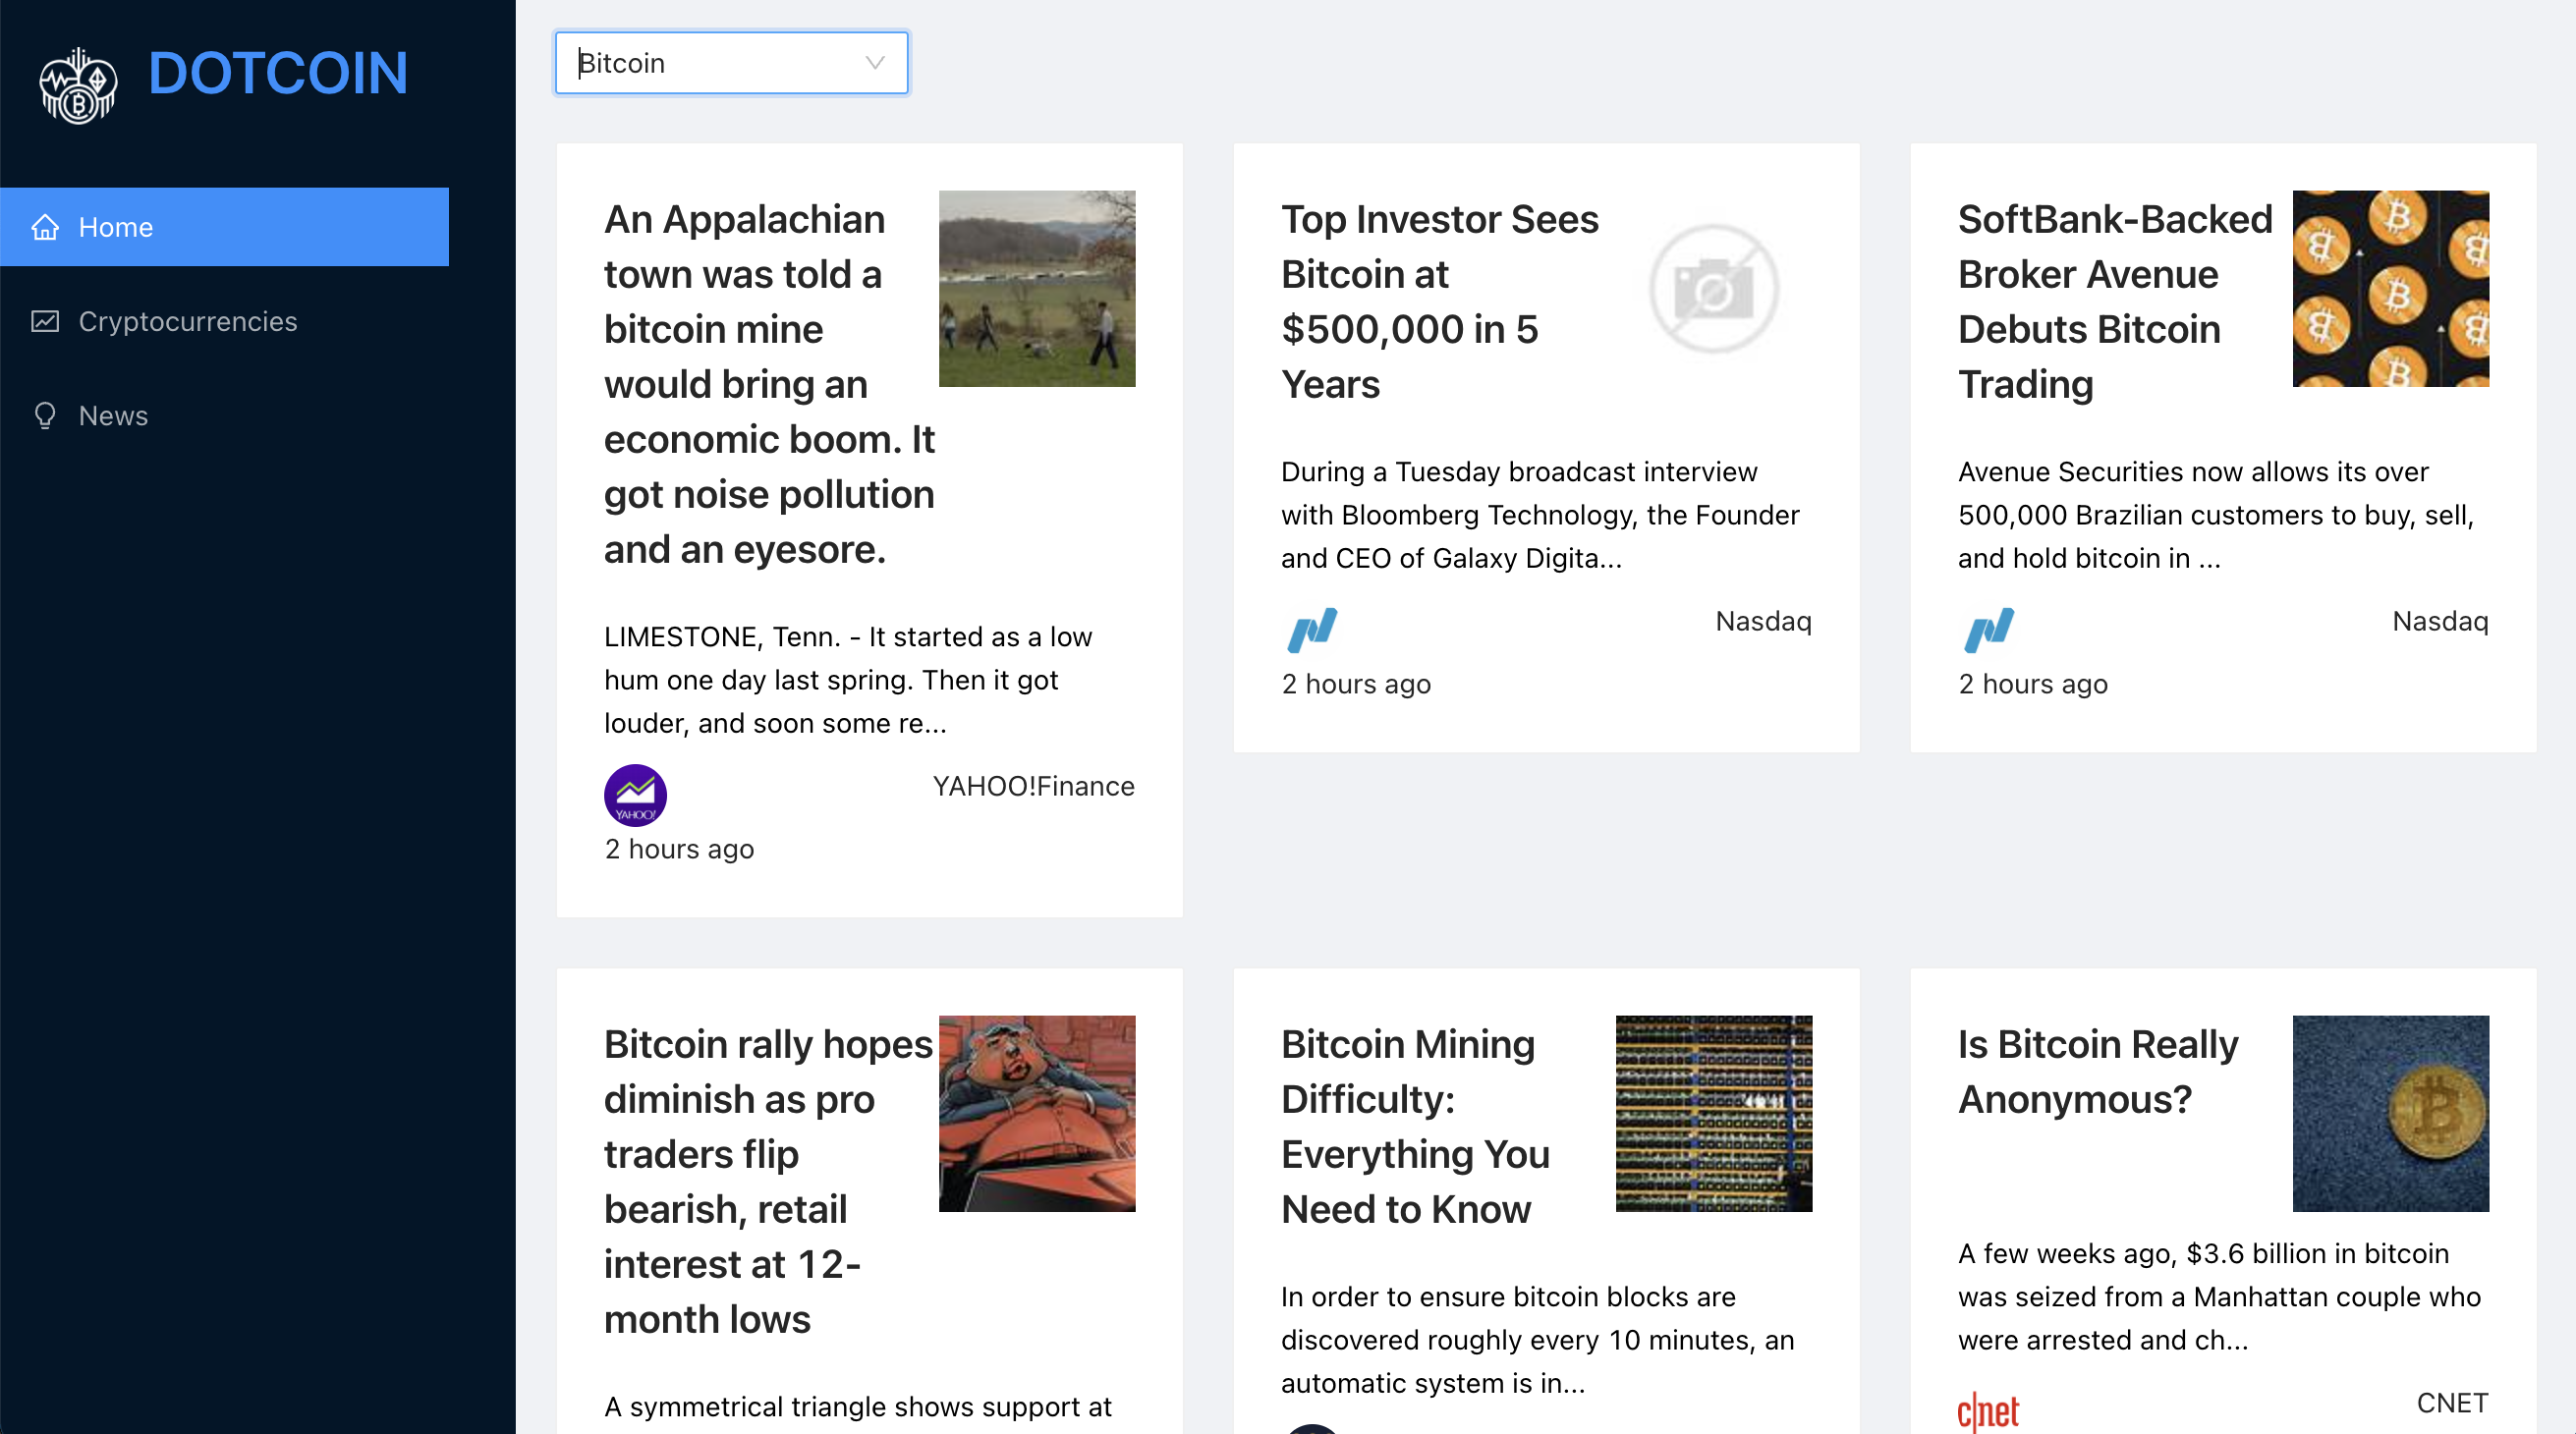 DOTCOIN
Home
Cryptocurrencies
News
Bitcoin
An Appalachian
town was told a
bitcoin mine
would bring an
economic boom. It
got noise pollution
and an eyesore.
LIMESTONE, Tenn. - It started as a low
hum one day last spring. Then it got
louder, and soon some re...
YAHOO!
YAHOO!Finance
2 hours ago
Top Investor Sees
Bitcoin at
$500,000 in 5
Years
During a Tuesday broadcast interview
with Bloomberg Technology, the Founder
and CEO of Galaxy Digita...
Nasdaq
2 hours ago
SoftBank-Backed
Broker Avenue
Debuts Bitcoin
Trading
Avenue Securities now allows its over
500,000 Brazilian customers to buy, sell,
and hold bitcoin in ...
Nasdaq
2 hours ago
Bitcoin rally hopes
diminish as pro
traders flip
bearish, retail
interest at 12-
month lows
A symmetrical triangle shows support at
Bitcoin Mining
Difficulty:
Everything You
Need to Know
In order to ensure bitcoin blocks are
discovered roughly every 10 minutes, an
automatic system is in...
Is Bitcoin Really
Anonymous?
A few weeks ago, $3.6 billion in bitcoin
was seized from a Manhattan couple who
were arrested and ch...
c|net
CNET